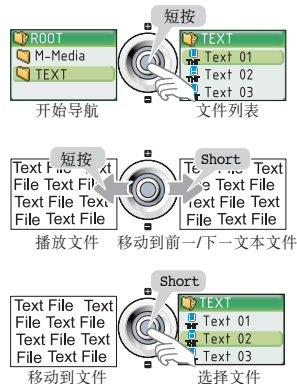 短按
ROOT
M-Media
TEXT
TEXT
Text 01
Text 02
Text 03
开始导航
文件列表
短按
Short
Text File Text
File Text File
Text File Text
File Text File
Text File Text
File Text File
Text File Text
File Text File
播放文件
移动到前一/下一文本文件
Short
Text File Text
File Text File
Text File Text
File Text File
TEXT
Text 01
Text 02
Text 03
移动到文件
选择文件